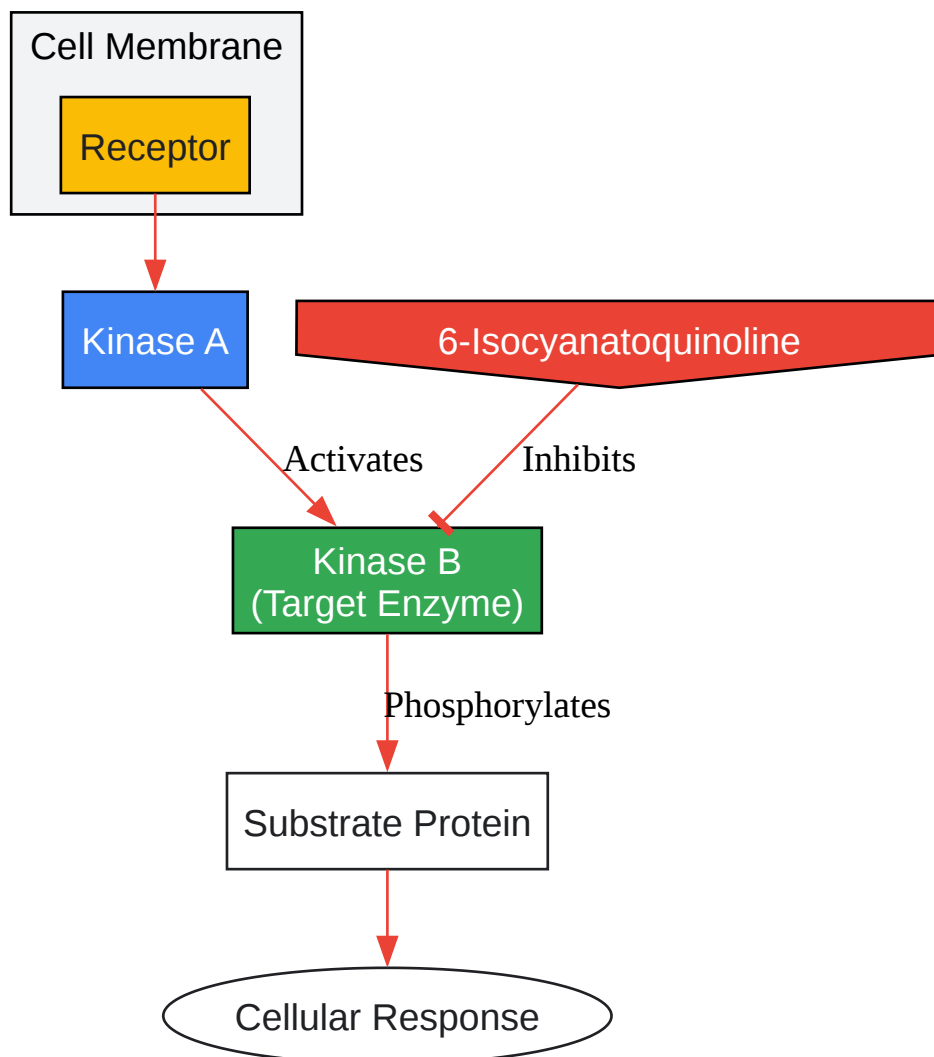 Cell Membrane
Receptor
Kinase A
6-Isocyanatoquinoline
Activates
Inhibits
Kinase B
(Target Enzyme)
Phosphorylates
Substrate Protein
Cellular Response